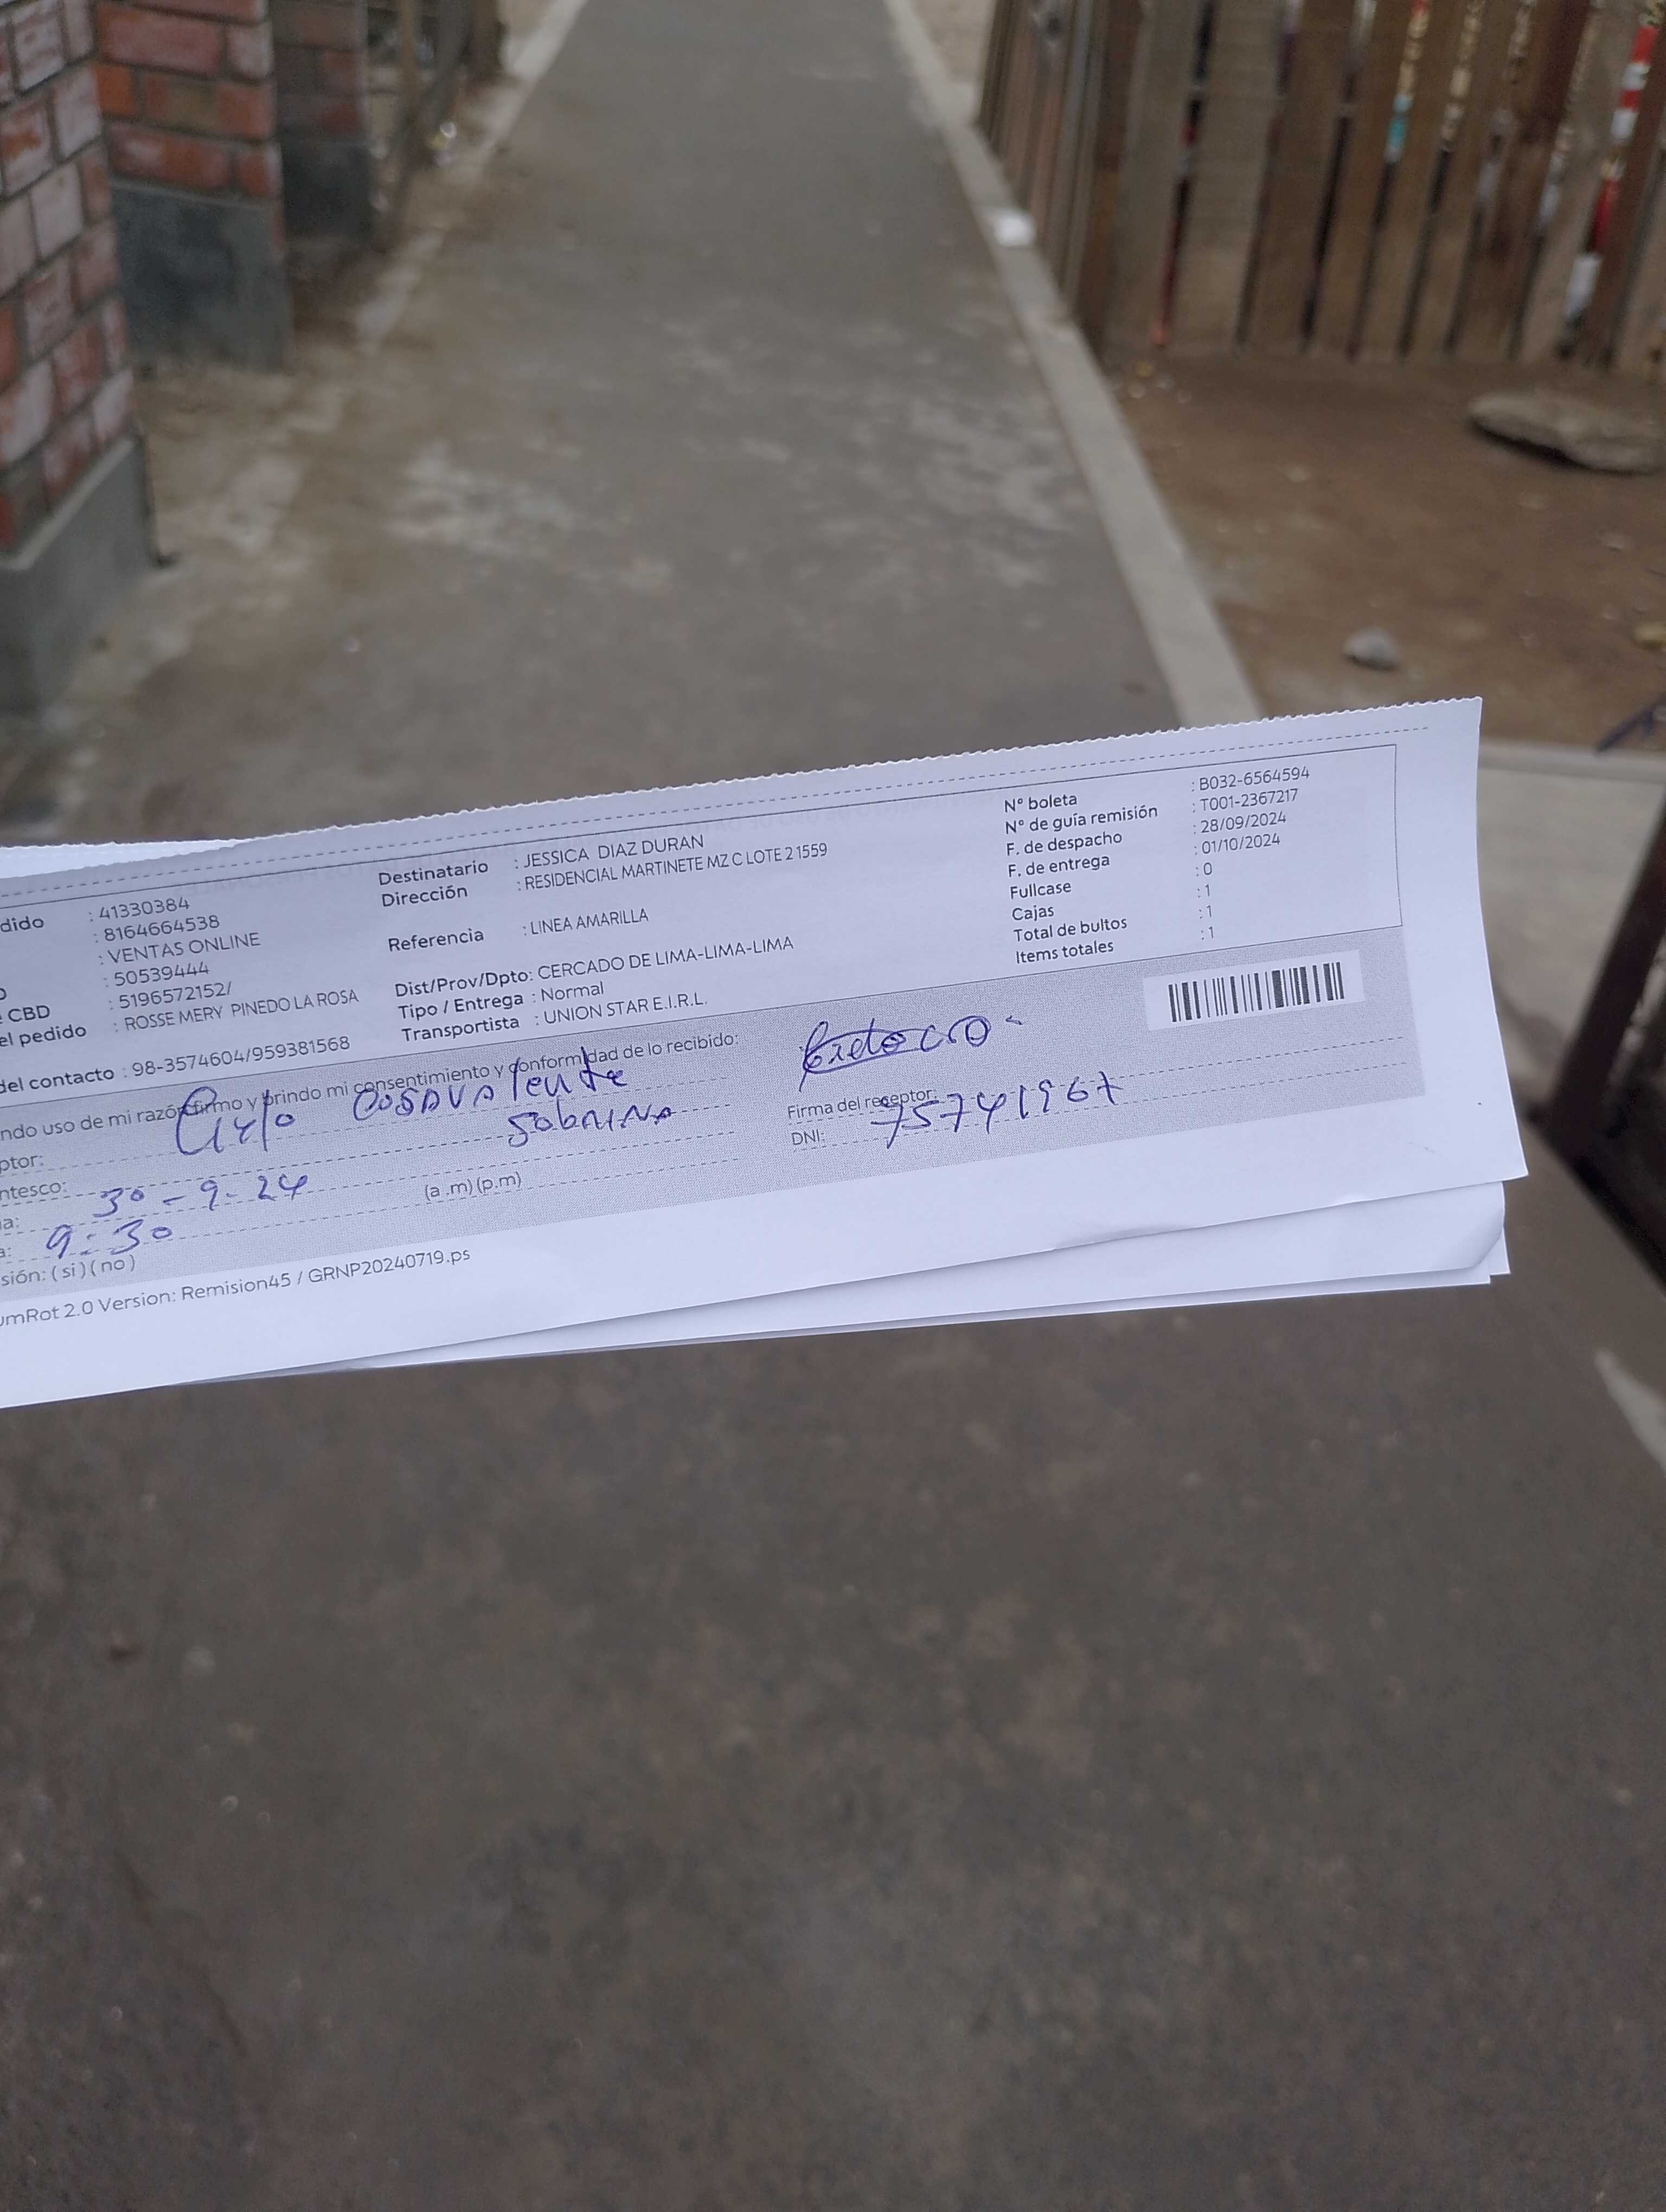 dido : 41330384
: 8164664538
: VENTAS ONLINE
: 50539444
CBD : 5196572152/
el pedido : ROSSE MERY PINEDO LA ROSA
del contacto : 98-3574604/959381568
Destinatario : JESSICA DIAZ DURAN
Dirección : RESIDENCIAL MARTINETE MZ C LOTE 2 1559
Referencia : LINEA AMARILLA
Dist/Prov/Dpto: CERCADO DE LIMA-LIMA-LIMA
Tipo / Entrega : Normal
Transportista : UNION STAR E.I.R.L.
N° boleta : B032-6564594
N° de guía remisión : T001-2367217
F. de despacho : 28/09/2024
F. de entrega : 01/10/2024
Fullcase : 0
Cajas : 1
Total de bultos : 1
Items totales : 1
ndo uso de mi razón firmo y brindo mi consentimiento y conformidad de lo recibido:
ptor:
ntesco: sobrina
a: 30-9-24
a: 9:30 (a.m)(p.m)
sión: (si)(no)
Firma del receptor:
DNI: 75741967
umRot 2.0 Version: Remision45 / GRNP20240719.ps